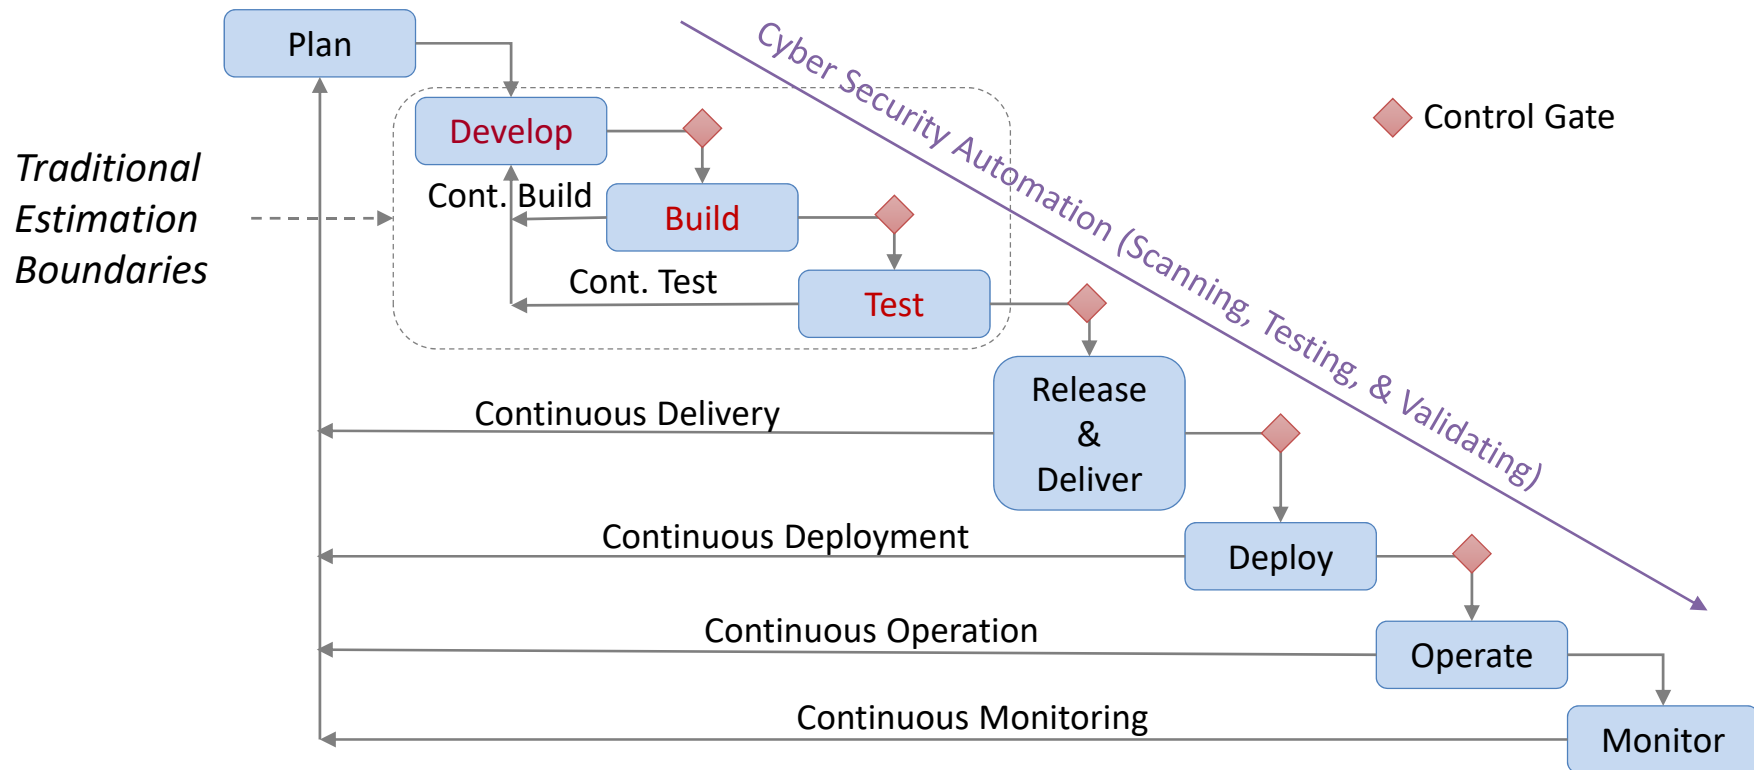 Plan
Cyber Security Automation (Scanning, Testing, & Validating)
Control Gate
Develop
Traditional
Estimation
Boundaries
Cont. Build
Build
Cont. Test
Test
Release
&
Deliver
Continuous Delivery
Continuous Deployment
Deploy
Continuous Operation
Operate
Continuous Monitoring
Monitor